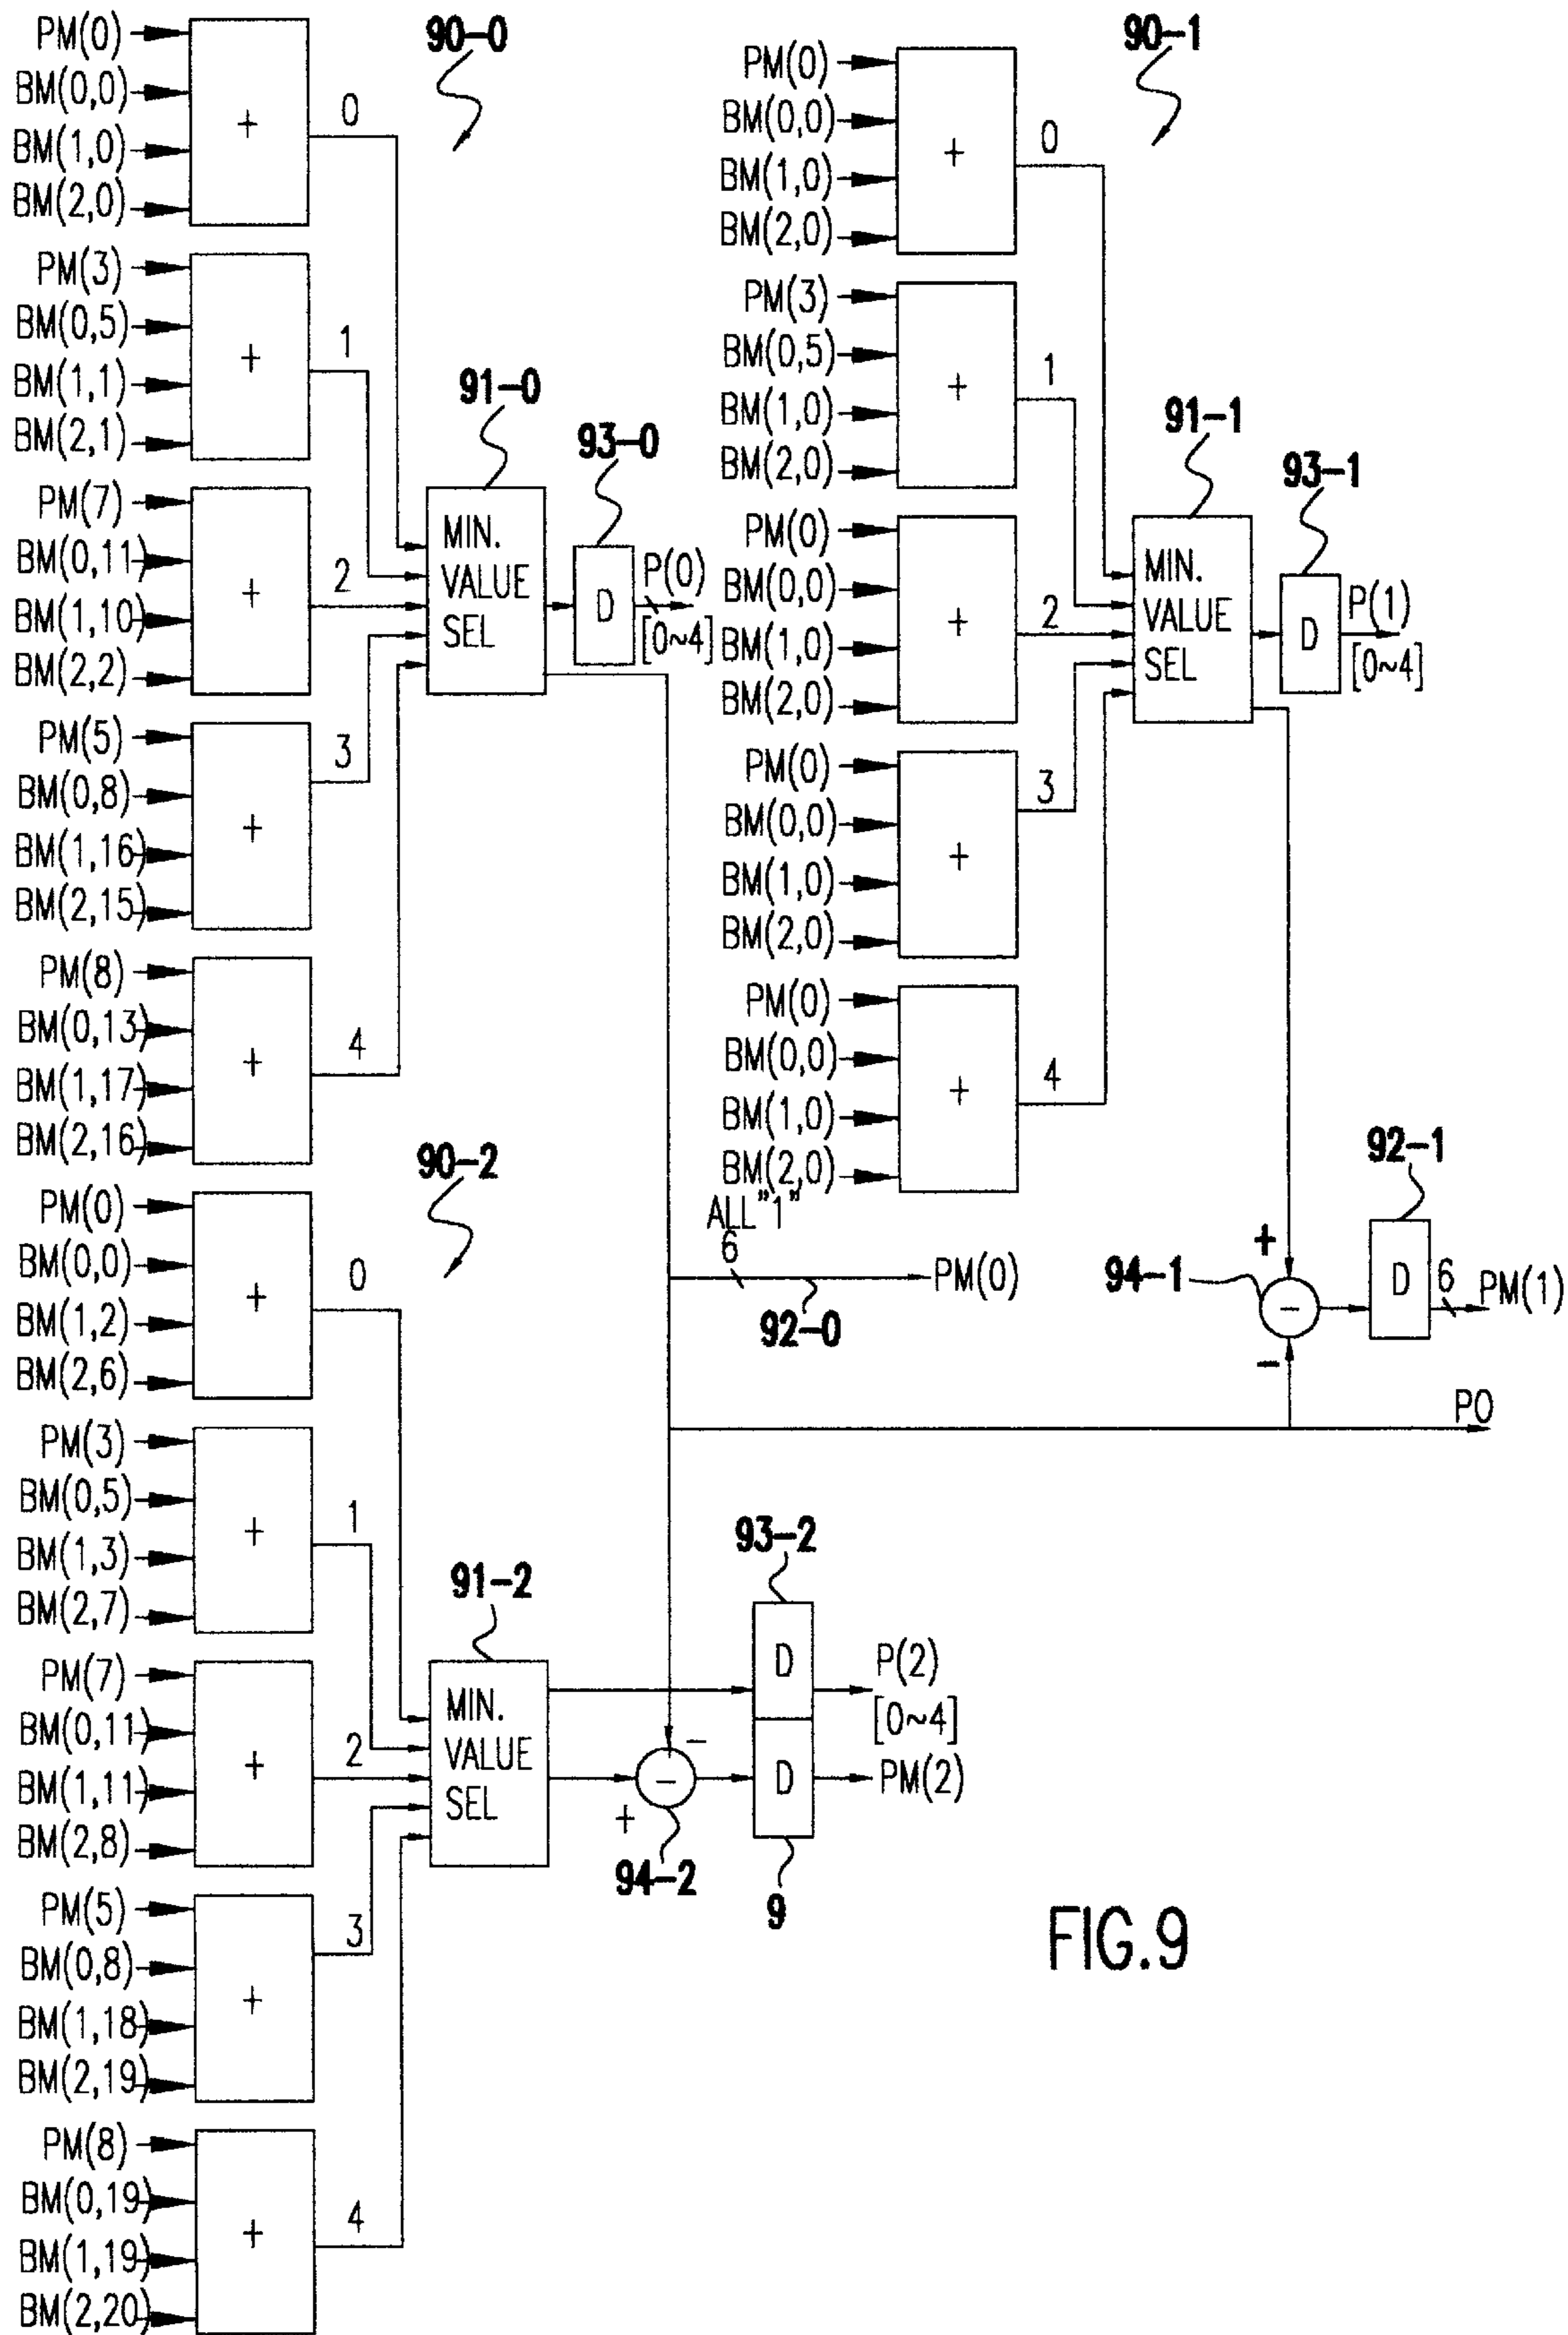 90-0
PM(0)
BM(0,0)
BM(1,0)
BM(2,0)
+
0
PM(3)
BM(0,5)
BM(1,1)
BM(2,1)
+
1
PM(7)
BM(0,11)
BM(1,10)
BM(2,2)
+
2
PM(5)
BM(0,8)
BM(1,16)
BM(2,15)
+
3
PM(8)
BM(0,13)
BM(1,17)
BM(2,16)
+
4
91-0
MIN.
VALUE
SEL
93-0
D
P(0)
[0~4]
90-1
PM(0)
BM(0,0)
BM(1,0)
BM(2,0)
+
0
PM(3)
BM(0,5)
BM(1,0)
BM(2,0)
+
1
PM(0)
BM(0,0)
BM(1,0)
BM(2,0)
+
2
PM(0)
BM(0,0)
BM(1,0)
BM(2,0)
+
3
PM(0)
BM(0,0)
BM(1,0)
BM(2,0)
+
4
91-1
MIN.
VALUE
SEL
93-1
D
P(1)
[0~4]
ALL"1"
6
PM(0)
92-0
+
94-1
-
-
92-1
D
6
PM(1)
PO
90-2
PM(0)
BM(0,0)
BM(1,2)
BM(2,6)
+
0
PM(3)
BM(0,5)
BM(1,3)
BM(2,7)
+
1
PM(7)
BM(0,11)
BM(1,11)
BM(2,8)
+
2
PM(5)
BM(0,8)
BM(1,18)
BM(2,19)
+
3
PM(8)
BM(0,19)
BM(1,19)
BM(2,20)
+
4
91-2
MIN.
VALUE
SEL
93-2
D
P(2)
[0~4]
-
-
+
94-2
D
PM(2)
9
FIG.9